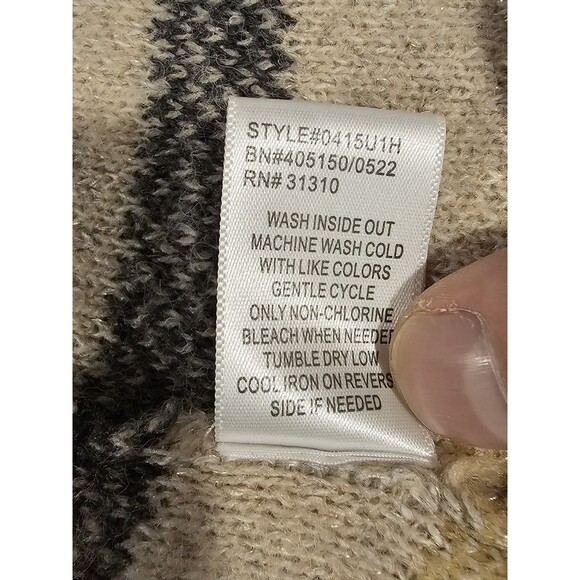 STYLE#0415U1H
BN#405150/0522
RN# 31310
WASH INSIDE OUT
MACHINE WASH COLD
WITH LIKE COLORS
GENTLE CYCLE
ONLY NON-CHLORINE
BLEACH WHEN NEEDED
TUMBLE DRY LOW
COOL IRON ON REVERS
SIDE IF NEEDED